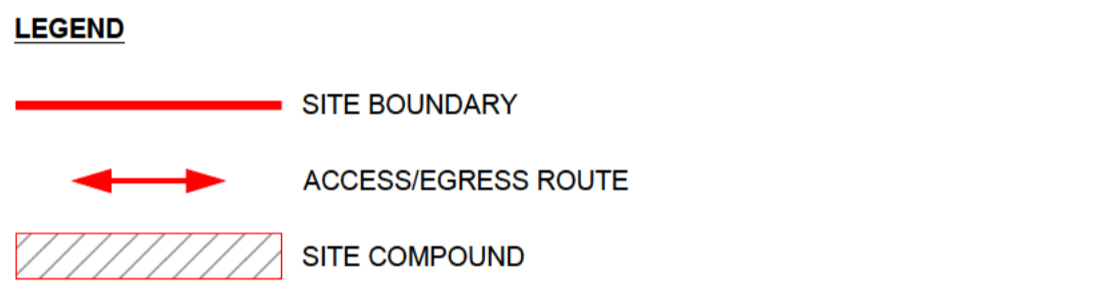 LEGEND
SITE BOUNDARY
ACCESS/EGRESS ROUTE
SITE COMPOUND